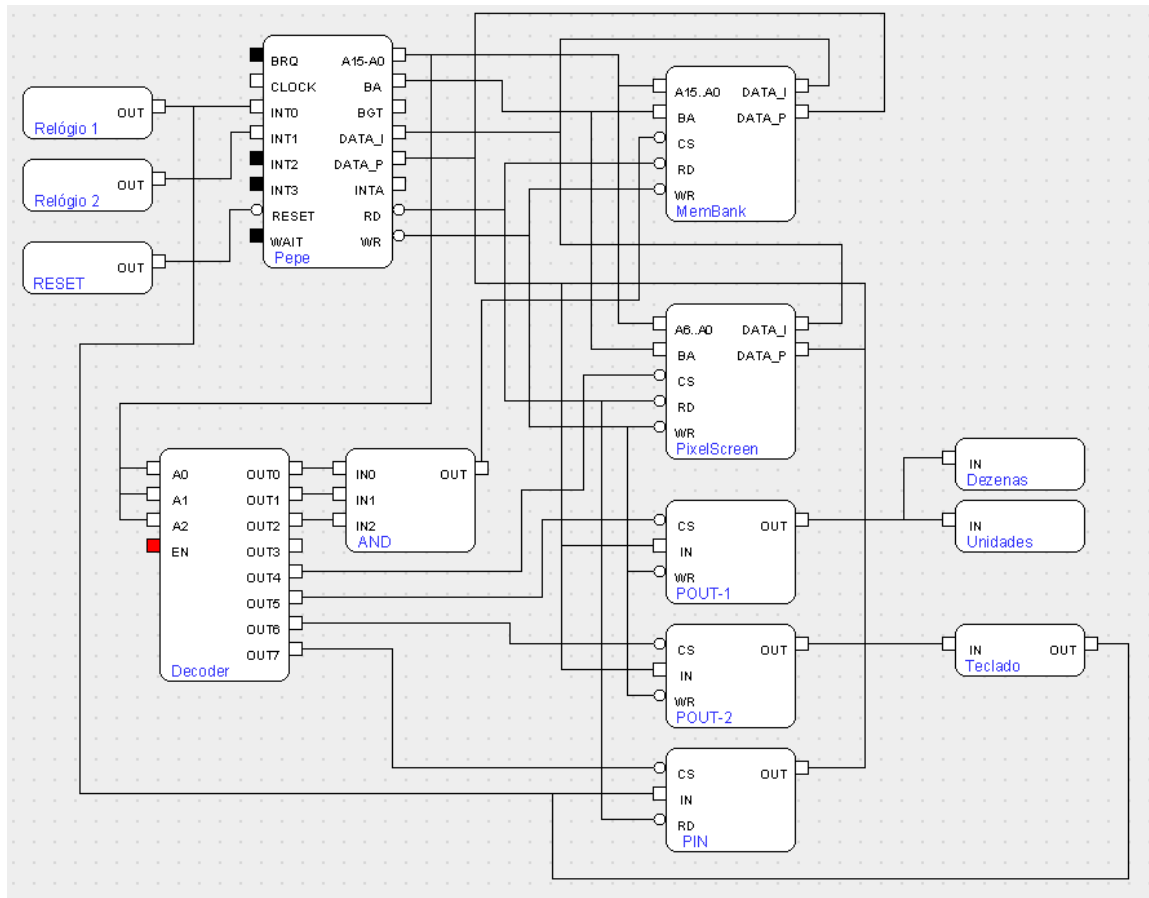 BRQ A15-A0
CLOCK BA
INT0 BGT
INT1 DATA_I
INT2 DATA_P
INT3 INTA
RESET RD
WAIT WR
Pepe
OUT
Relógio 1
OUT
Relógio 2
OUT
RESET
A15..A0 DATA_I
BA DATA_P
CS
RD
WR
MemBank
A6..A0 DATA_I
BA DATA_P
CS
RD
WR
PixelScreen
A0 OUT0
A1 OUT1
A2 OUT2
EN OUT3
OUT4
OUT5
OUT6
OUT7
Decoder
IN0 OUT
IN1
IN2
AND
IN
Dezenas
IN
Unidades
CS OUT
IN
WR
POUT-1
CS OUT
IN
WR
POUT-2
IN OUT
Teclado
CS OUT
IN
RD
PIN